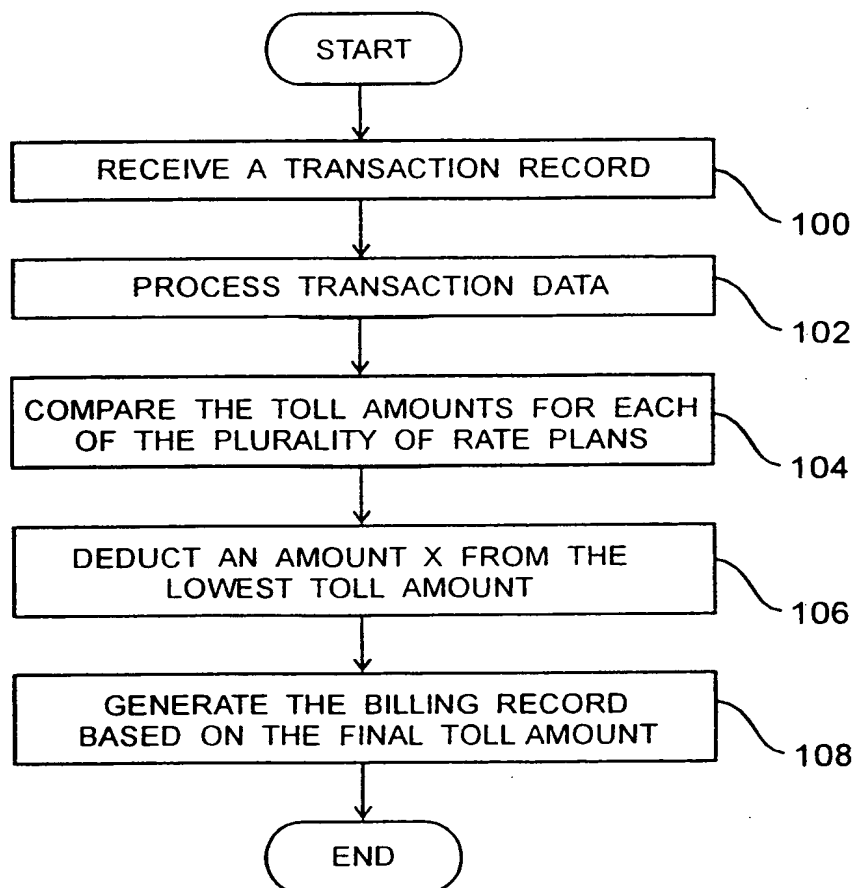 START
RECEIVE A TRANSACTION RECORD
100
PROCESS TRANSACTION DATA
102
COMPARE THE TOLL AMOUNTS FOR EACH
OF THE PLURALITY OF RATE PLANS
104
DEDUCT AN AMOUNT X FROM THE
LOWEST TOLL AMOUNT
106
GENERATE THE BILLING RECORD
BASED ON THE FINAL TOLL AMOUNT
108
END